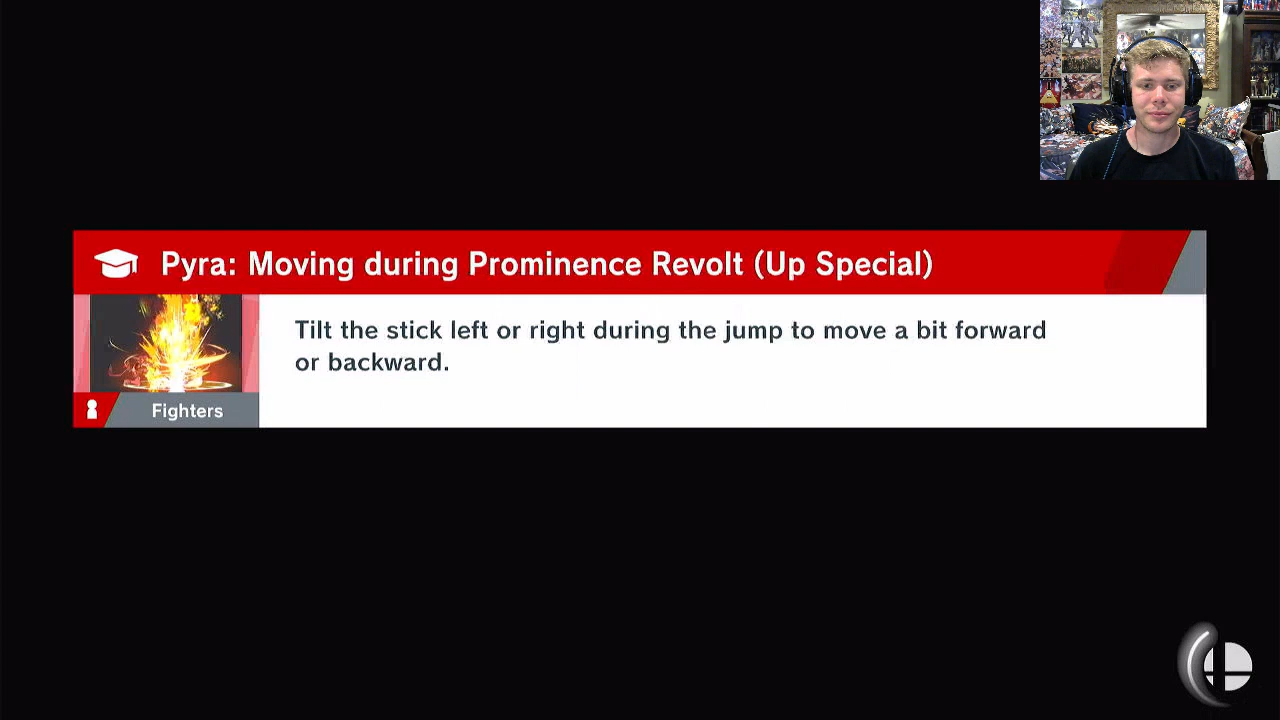 Pyra: Moving during Prominence Revolt (Up Special)
Tilt the stick left or right during the jump to move a bit forward
or backward.
Fighters